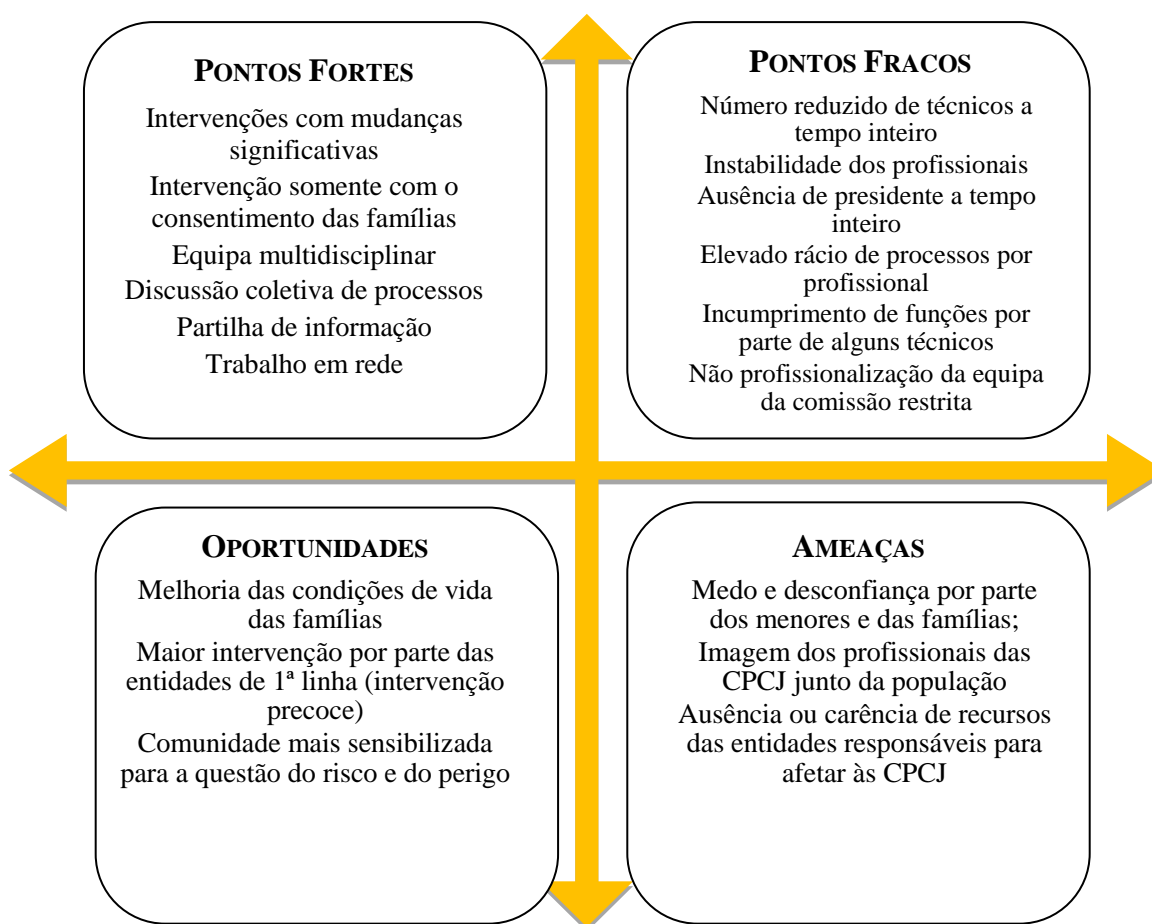 PONTOS FORTES
Intervenções com mudanças
significativas
Intervenção somente com o
consentimento das famílias
Equipa multidisciplinar
Discussão coletiva de processos
Partilha de informação
Trabalho em rede
PONTOS FRACOS
Número reduzido de técnicos a
tempo inteiro
Instabilidade dos profissionais
Ausência de presidente a tempo
inteiro
Elevado rácio de processos por
profissional
Incumprimento de funções por
parte de alguns técnicos
Não profissionalização da equipa
da comissão restrita
OPORTUNIDADES
Melhoria das condições de vida
das famílias
Maior intervenção por parte das
entidades de 1ª linha (intervenção
precoce)
Comunidade mais sensibilizada
para a questão do risco e do perigo
AMEAÇAS
Medo e desconfiança por parte
dos menores e das famílias;
Imagem dos profissionais das
CPCJ junto da população
Ausência ou carência de recursos
das entidades responsáveis para
afetar às CPCJ